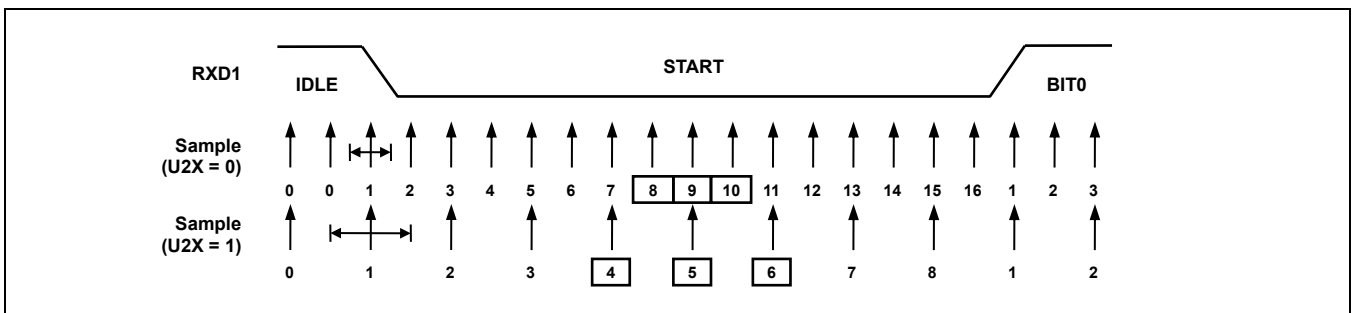 RXD1
IDLE
START
BIT0
Sample
(U2X = 0)
0 0 1 2 3 4 5 6 7 8 9 10 11 12 13 14 15 16 1 2 3
Sample
(U2X = 1)
0 1 2 3 4 5 6 7 8 1 2